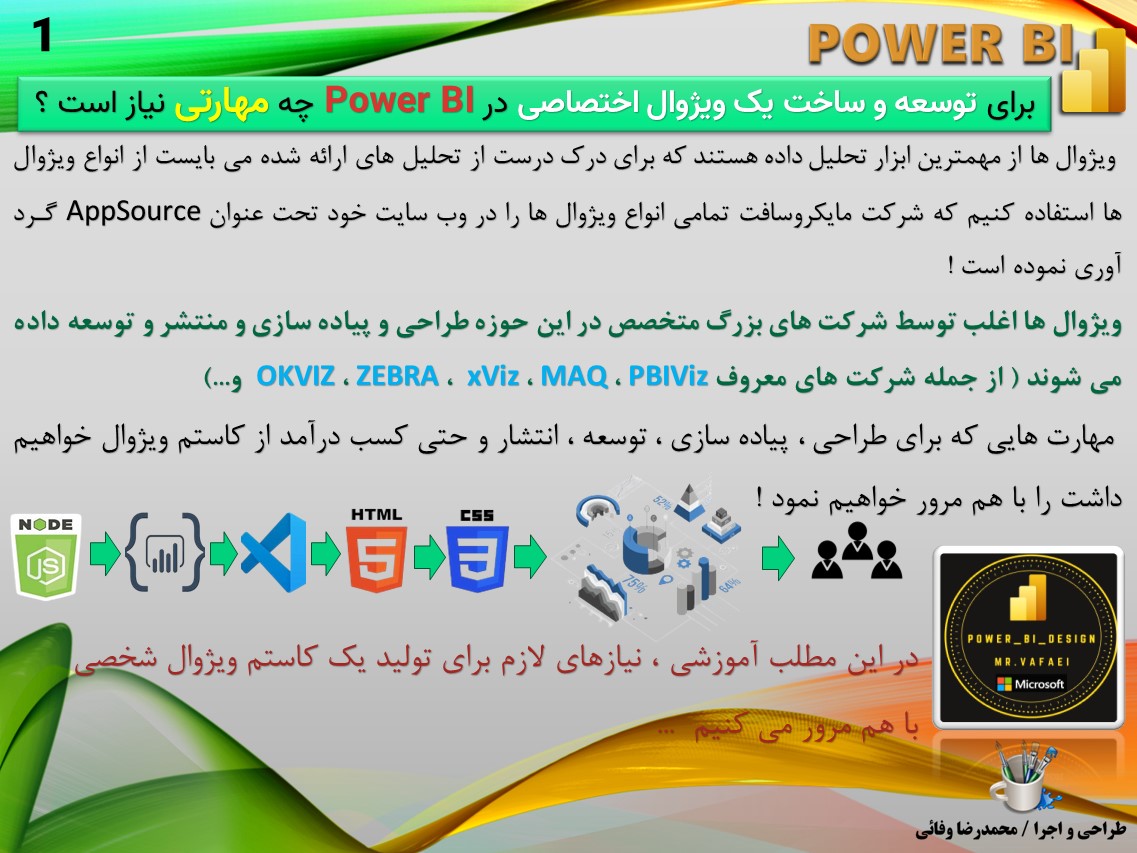 1
POWER BI
برای توسعه و ساخت یک ویژوال اختصاصی در Power BI چه مهارتی نیاز است ؟
ویژوال ها از مهمترین ابزار تحلیل داده هستند که برای درک درست از تحلیل های ارائه شده می بایست از انواع ویژوال
ها استفاده کنیم که شرکت مایکروسافت تمامی انواع ویژوال ها را در وب سایت خود تحت عنوان AppSource گرد
آوری نموده است !
ویژوال ها اغلب توسط شرکت های بزرگ متخصص در این حوزه طراحی و پیاده سازی و منتشر و توسعه داده
می شوند ( از جمله شرکت های معروف PBIViz ، MAQ ، xViz ، ZEBRA ، OKVIZ و...)
مهارت هایی که برای طراحی ، پیاده سازی ، توسعه ، انتشار و حتی کسب درآمد از کاستم ویژوال خواهیم
داشت را با هم مرور خواهیم نمود !
NODE
JS
HTML
5
CSS
3
52%
75%
64%
POWER_BI_DESIGN
MR.VAFAEI
Microsoft
در این مطلب آموزشی ، نیازهای لازم برای تولید یک کاستم ویژوال شخصی
با هم مرور می کنیم ...
طراحی و اجرا / محمدرضا وفائی